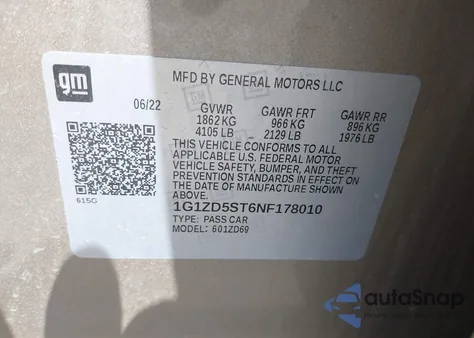 gm
MFD BY GENERAL MOTORS LLC
06/22 GVWR GAWR FRT GAWR RR
1862 KG 966 KG 896 KG
4105 LB 2129 LB 1976 LB
THIS VEHICLE CONFORMS TO ALL
APPLICABLE U.S. FEDERAL MOTOR
VEHICLE SAFETY, BUMPER, AND THEFT
PREVENTION STANDARDS IN EFFECT ON
THE DATE OF MANUFACTURE SHOWN
ABOVE.
615G
1G1ZD5ST6NF178010
TYPE: PASS CAR
MODEL: 601ZD69
autoSnap